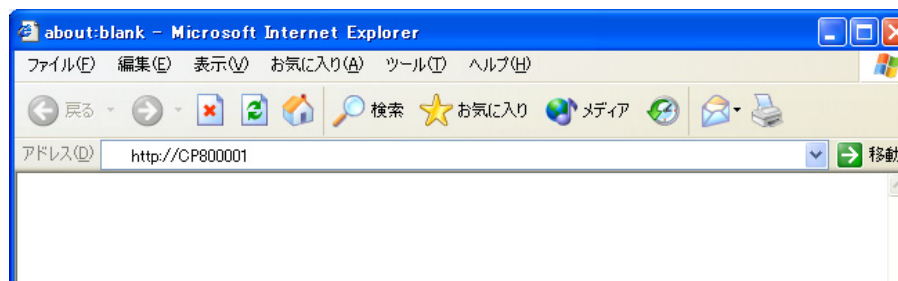 about:blank - Microsoft Internet Explorer
ファイル(F) 編集(E) 表示(V) お気に入り(A) ツール(T) ヘルプ(H)
戻る 検索 お気に入り メディア
アドレス(D) http://CP800001 移動